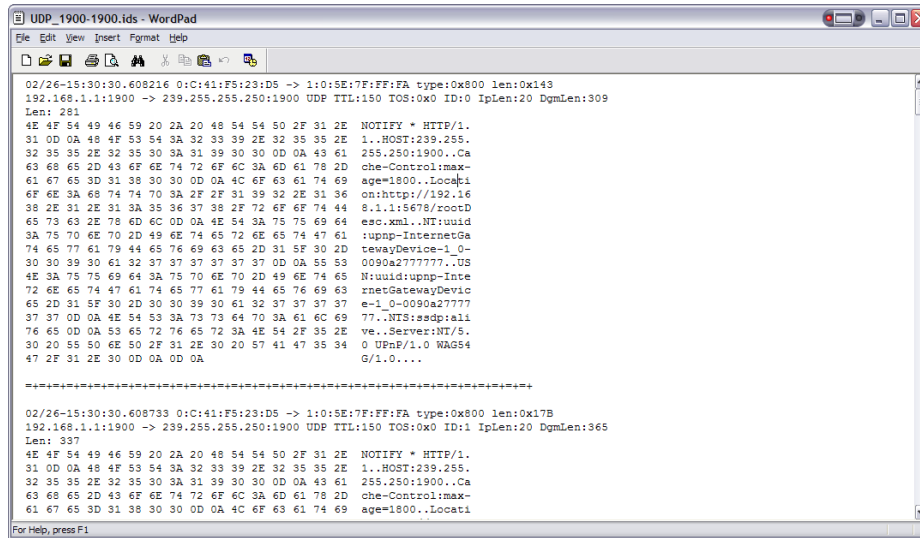 UDP_1900-1900.ids - WordPad
File Edit View Insert Format Help
02/26-15:30:30.608216 0:C:41:F5:23:D5 -> 1:0:5E:7F:FF:FA type:0x800 len:0x143
192.168.1.1:1900 -> 239.255.255.250:1900 UDP TTL:150 TOS:0x0 ID:0 IpLen:20 DgmLen:309
Len: 281
4E 4F 54 49 46 59 20 2A 20 48 54 54 50 2F 31 2E NOTIFY * HTTP/1.
31 0D 0A 48 4F 53 54 3A 32 33 39 2E 32 35 35 2E 1..HOST:239.255.
32 35 35 2E 32 35 30 3A 31 39 30 30 0D 0A 43 61 255.250:1900..Ca
63 68 65 2D 43 6F 6E 74 72 6F 6C 3A 6D 61 78 2D che-Control:max-
61 67 65 3D 31 38 30 30 0D 0A 4C 6F 63 61 74 69 age=1800..Locati
6F 6E 3A 68 74 74 70 3A 2F 2F 31 39 32 2E 31 36 on:http://192.16
38 2E 31 2E 31 3A 35 36 37 38 2F 72 6F 6F 74 44 8.1.1:5678/rootD
65 73 63 2E 78 6D 6C 0D 0A 4E 54 3A 75 75 69 64 esc.xml..NT:uuid
3A 75 70 6E 70 2D 49 6E 74 65 72 6E 65 74 47 61 :upnp-InternetGa
74 65 77 61 79 44 65 76 69 63 65 2D 31 5F 30 2D tewayDevice-1_0-
30 30 39 30 61 32 37 37 37 37 37 37 0D 0A 55 53 0090a2777777..US
4E 3A 75 75 69 64 3A 75 70 6E 70 2D 49 6E 74 65 N:uuid:upnp-Inte
72 6E 65 74 47 61 74 65 77 61 79 44 65 76 69 63 rnetGatewayDevic
65 2D 31 5F 30 2D 30 30 39 30 61 32 37 37 37 37 e-1_0-0090a27777
37 37 0D 0A 4E 54 53 3A 73 73 64 70 3A 61 6C 69 77..NTS:ssdp:ali
76 65 0D 0A 53 65 72 76 65 72 3A 4E 54 2F 35 2E ve..Server:NT/5.
30 20 55 50 6E 50 2F 31 2E 30 20 57 41 47 35 34 0 UPnP/1.0 WAG54
47 2F 31 2E 30 0D 0A 0D 0A G/1.0....
=+=+=+=+=+=+=+=+=+=+=+=+=+=+=+=+=+=+=+=+=+=+=+=+=+=+=+=+=+=+=+=+=+=+=+=+=+
02/26-15:30:30.608733 0:C:41:F5:23:D5 -> 1:0:5E:7F:FF:FA type:0x800 len:0x17B
192.168.1.1:1900 -> 239.255.255.250:1900 UDP TTL:150 TOS:0x0 ID:1 IpLen:20 DgmLen:365
Len: 337
4E 4F 54 49 46 59 20 2A 20 48 54 54 50 2F 31 2E NOTIFY * HTTP/1.
31 0D 0A 48 4F 53 54 3A 32 33 39 2E 32 35 35 2E 1..HOST:239.255.
32 35 35 2E 32 35 30 3A 31 39 30 30 0D 0A 43 61 255.250:1900..Ca
63 68 65 2D 43 6F 6E 74 72 6F 6C 3A 6D 61 78 2D che-Control:max-
61 67 65 3D 31 38 30 30 0D 0A 4C 6F 63 61 74 69 age=1800..Locati
For Help, press F1